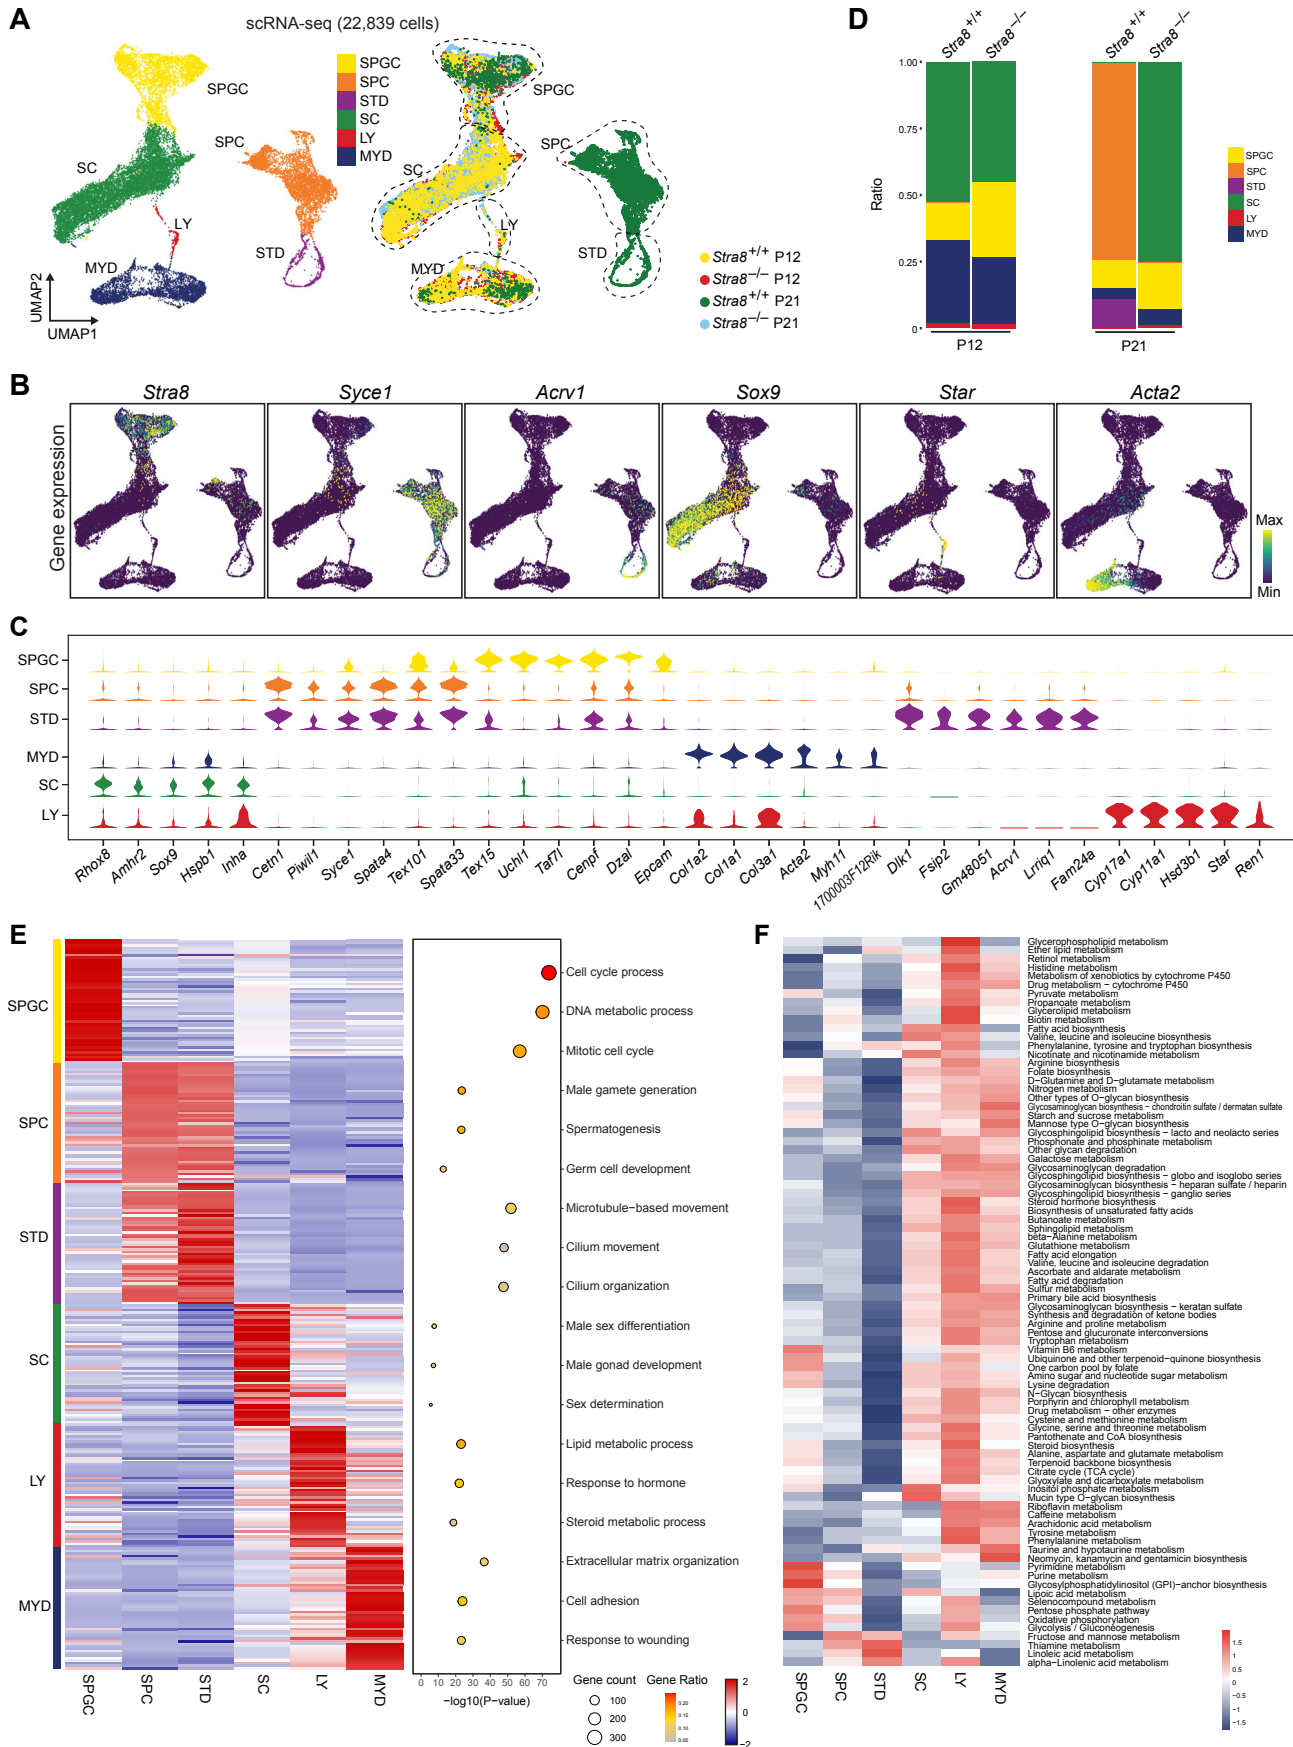 A
scRNA-seq (22,839 cells)
SPGC
SPC
STD
SC
LY
MYD
SPGC
SC
SPC
LY
STD
MYD
UMAP2
UMAP1
SPGC
SPC
SC
LY
STD
MYD
Stra8+/+ P12
Stra8−/− P12
Stra8+/+ P21
Stra8−/− P21
D
Stra8+/+
Stra8−/−
Stra8+/+
Stra8−/−
1.00
0.75
0.50
0.25
0
Ratio
P12
P21
SPGC
SPC
STD
SC
LY
MYD
B
Gene expression
Stra8
Syce1
Acrv1
Sox9
Star
Acta2
Max
Min
C
SPGC
SPC
STD
MYD
SC
LY
Rhox8
Amhr2
Sox9
Hspb1
Inha
Cetn1
Piwil1
Syce1
Spata4
Tex101
Spata33
Tex15
Uchl1
Taf7l
Cenpf
Dzal
Epcam
Col1a2
Col1a1
Col3a1
Acta2
Myh11
1700003F12Rik
Dlk1
Fsip2
Gm48051
Acrv1
Lrriq1
Fam24a
Cyp17a1
Cyp11a1
Hsd3b1
Star
Ren1
E
SPGC
SPC
STD
SC
LY
MYD
SPGC
SPC
STD
SC
LY
MYD
Cell cycle process
DNA metabolic process
Mitotic cell cycle
Male gamete generation
Spermatogenesis
Germ cell development
Microtubule−based movement
Cilium movement
Cilium organization
Male sex differentiation
Male gonad development
Sex determination
Lipid metabolic process
Response to hormone
Steroid metabolic process
Extracellular matrix organization
Cell adhesion
Response to wounding
0 10 20 30 40 50 60 70
−log10(P−value)
Gene count
100
200
300
Gene Ratio
0.20
0.15
0.10
0.05
2
0
−2
F
Glycerophospholipid metabolism
Ether lipid metabolism
Retinol metabolism
Histidine metabolism
Metabolism of xenobiotics by cytochrome P450
Drug metabolism − cytochrome P450
Pyruvate metabolism
Propanoate metabolism
Glycerolipid metabolism
Biotin metabolism
Fatty acid biosynthesis
Valine, leucine and isoleucine biosynthesis
Phenylalanine, tyrosine and tryptophan biosynthesis
Nicotinate and nicotinamide metabolism
Arginine biosynthesis
Folate biosynthesis
D−Glutamine and D−glutamate metabolism
Nitrogen metabolism
Other types of O−glycan biosynthesis
Glycosaminoglycan biosynthesis − chondroitin sulfate / dermatan sulfate
Starch and sucrose metabolism
Mannose type O−glycan biosynthesis
Glycosphingolipid biosynthesis − lacto and neolacto series
Phosphonate and phosphinate metabolism
Other glycan degradation
Galactose metabolism
Glycosaminoglycan degradation
Glycosphingolipid biosynthesis − globo and isoglobo series
Glycosaminoglycan biosynthesis − heparan sulfate / heparin
Glycosphingolipid biosynthesis − ganglio series
Steroid hormone biosynthesis
Biosynthesis of unsaturated fatty acids
Butanoate metabolism
Sphingolipid metabolism
beta−Alanine metabolism
Glutathione metabolism
Fatty acid elongation
Valine, leucine and isoleucine degradation
Ascorbate and aldarate metabolism
Fatty acid degradation
Sulfur metabolism
Primary bile acid biosynthesis
Glycosaminoglycan biosynthesis − keratan sulfate
Synthesis and degradation of ketone bodies
Arginine and proline metabolism
Pentose and glucuronate interconversions
Tryptophan metabolism
Vitamin B6 metabolism
Ubiquinone and other terpenoid−quinone biosynthesis
One carbon pool by folate
Amino sugar and nucleotide sugar metabolism
Lysine degradation
N−Glycan biosynthesis
Porphyrin and chlorophyll metabolism
Drug metabolism − other enzymes
Cysteine and methionine metabolism
Glycine, serine and threonine metabolism
Pantothenate and CoA biosynthesis
Steroid biosynthesis
Alanine, aspartate and glutamate metabolism
Terpenoid backbone biosynthesis
Citrate cycle (TCA cycle)
Glyoxylate and dicarboxylate metabolism
Inositol phosphate metabolism
Mucin type O−glycan biosynthesis
Riboflavin metabolism
Caffeine metabolism
Arachidonic acid metabolism
Tyrosine metabolism
Phenylalanine metabolism
Taurine and hypotaurine metabolism
Neomycin, kanamycin and gentamicin biosynthesis
Pyrimidine metabolism
Purine metabolism
Glycosylphosphatidylinositol (GPI)−anchor biosynthesis
Lipoic acid metabolism
Selenocompound metabolism
Pentose phosphate pathway
Oxidative phosphorylation
Glycolysis / Gluconeogenesis
Fructose and mannose metabolism
Thiamine metabolism
Linoleic acid metabolism
alpha−Linolenic acid metabolism
SPGC
SPC
STD
SC
LY
MYD
1.5
1
0.5
0
−0.5
−1
−1.5